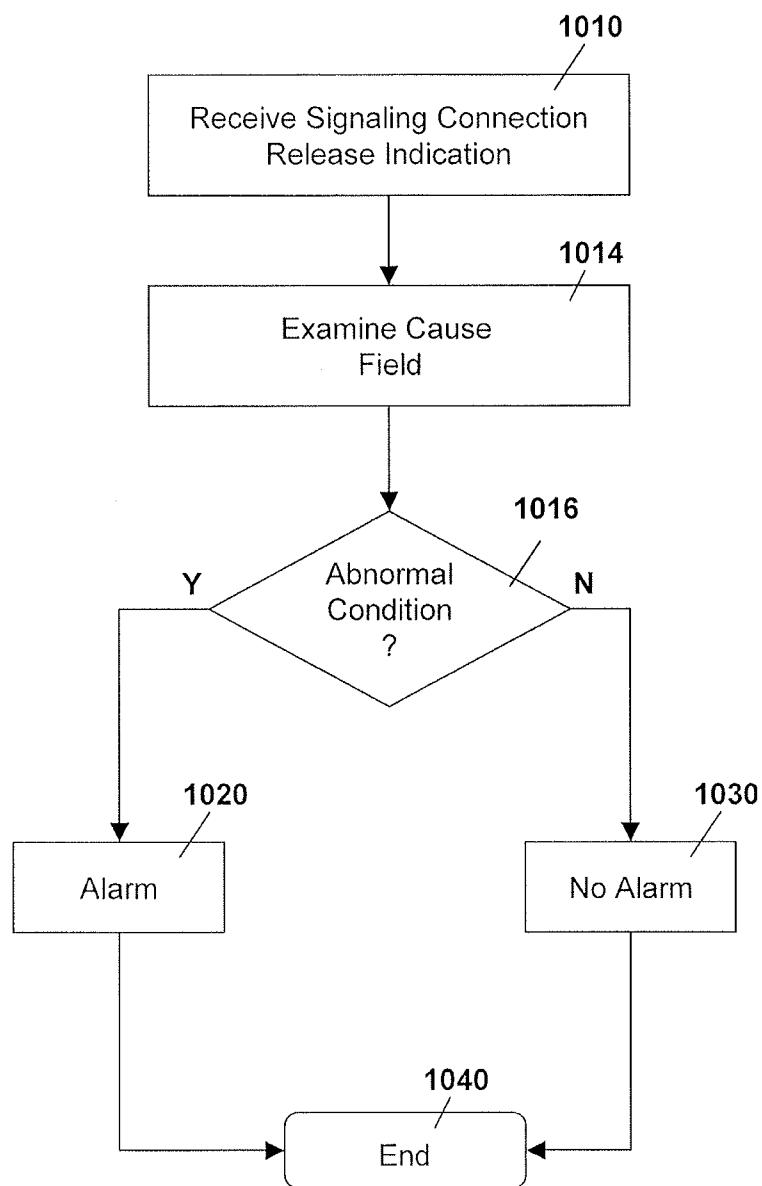 1010
Receive Signaling Connection
Release Indication
1014
Examine Cause
Field
1016
Y
Abnormal
Condition
?
N
1020
Alarm
1030
No Alarm
1040
End